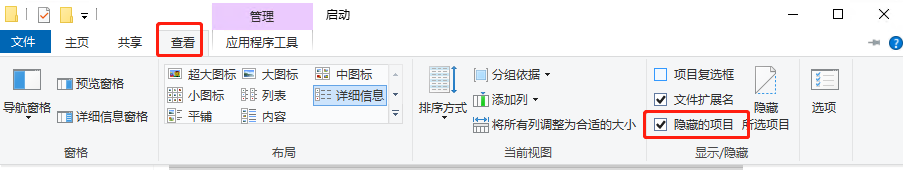 管理 启动
文件 主页 共享 查看 应用程序工具
导航窗格
预览窗格
详细信息窗格
窗格
超大图标 大图标 中图标
小图标 列表 详细信息
平铺 内容
布局
排序方式
分组依据
添加列
将所有列调整为合适的大小
当前视图
项目复选框
文件扩展名
隐藏的项目
隐藏
所选项目
显示/隐藏
选项